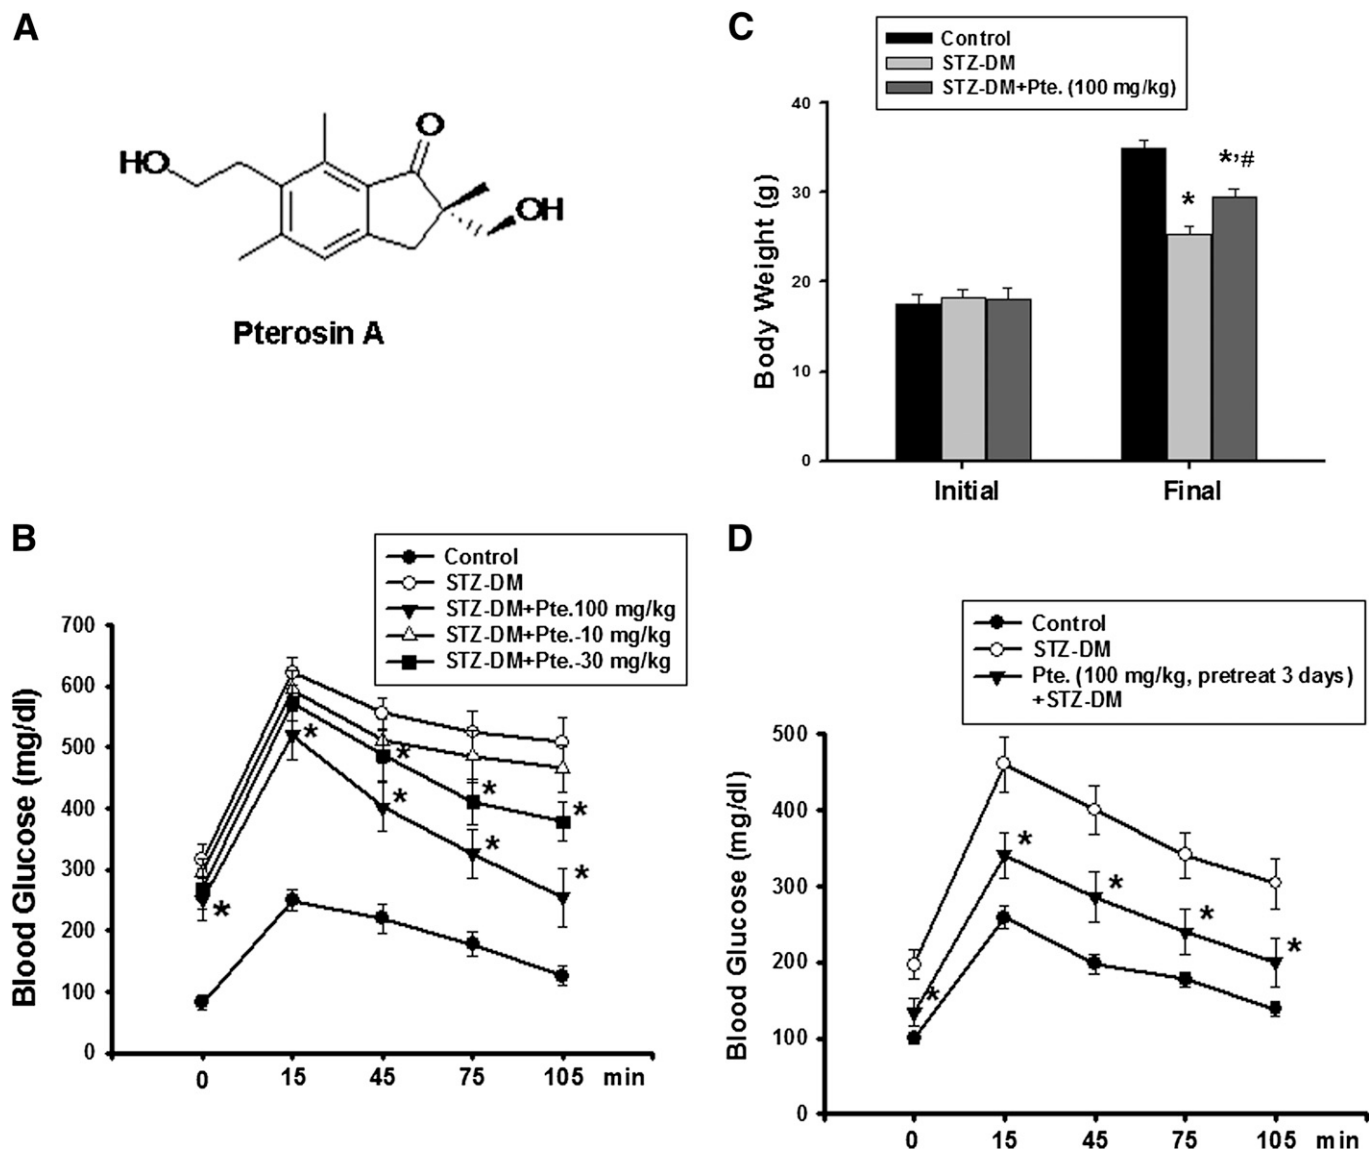 A
HO
O
OH
Pterosin A
C
Control
STZ-DM
STZ-DM+Pte. (100 mg/kg)
40
30
20
10
0
Body Weight (g)
*
*,#
Initial
Final
B
Control
STZ-DM
STZ-DM+Pte.100 mg/kg
STZ-DM+Pte.-10 mg/kg
STZ-DM+Pte.-30 mg/kg
700
600
500
400
300
200
100
0
Blood Glucose (mg/dl)
*
*
*
*
*
*
*
*
0 15 45 75 105 min
D
Control
STZ-DM
Pte. (100 mg/kg, pretreat 3 days)
+STZ-DM
500
400
300
200
100
0
Blood Glucose (mg/dl)
*
*
*
*
*
0 15 45 75 105 min